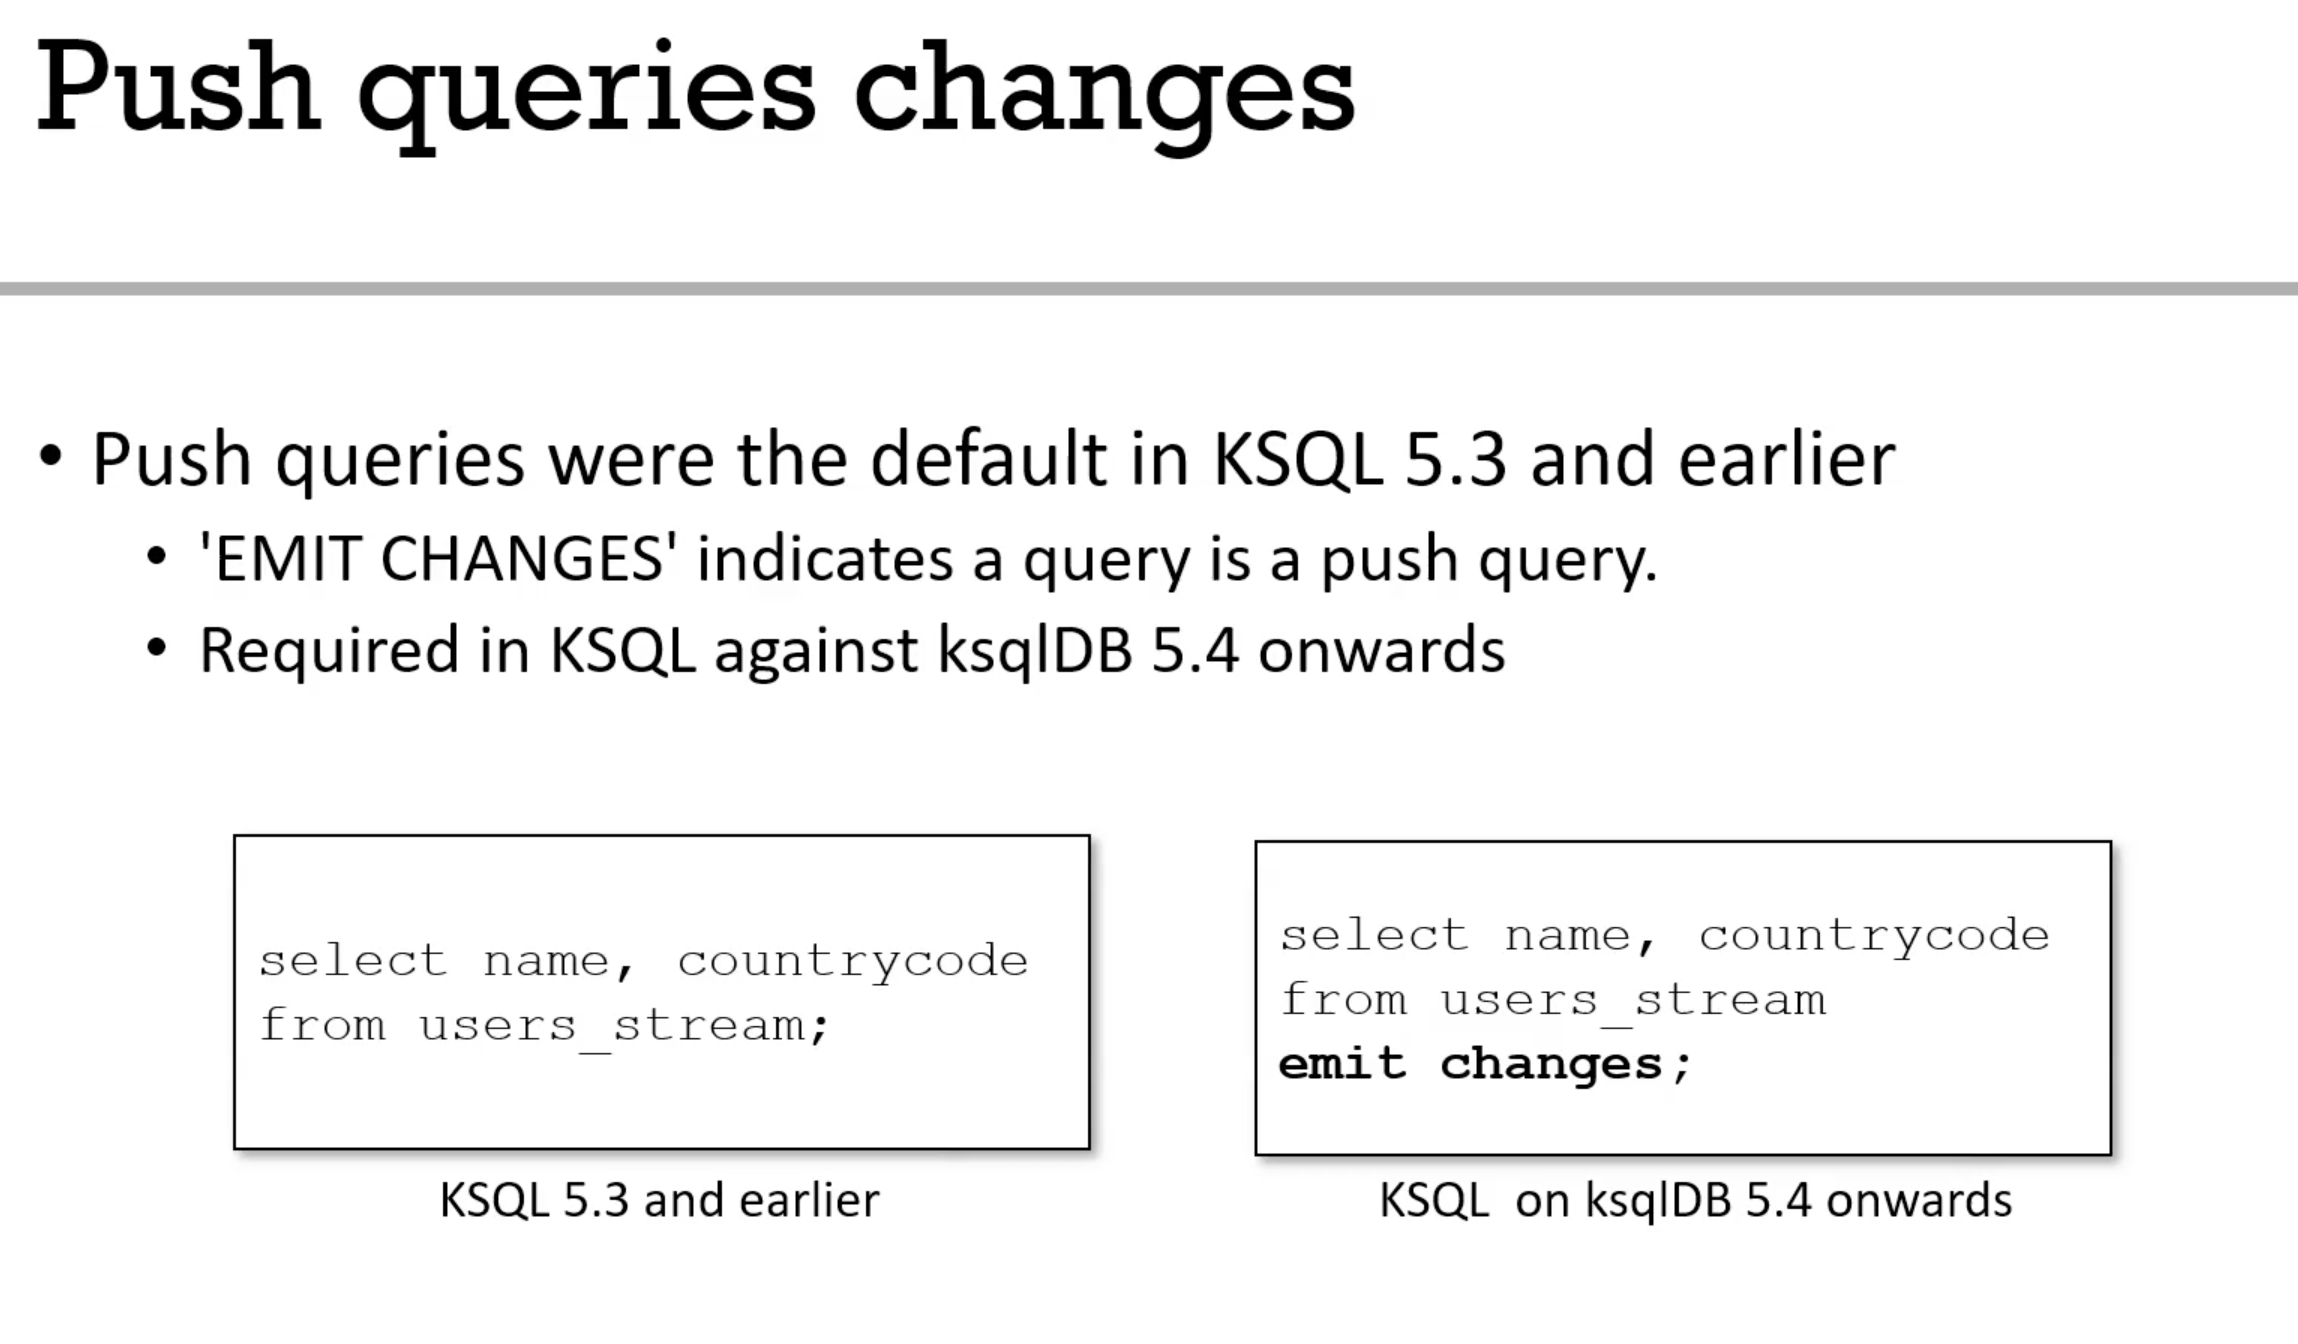 Push queries changes
• Push queries were the default in KSQL 5.3 and earlier
• 'EMIT CHANGES' indicates a query is a push query.
• Required in KSQL against ksqlDB 5.4 onwards
select name, countrycode
from users_stream;
KSQL 5.3 and earlier
select name, countrycode
from users_stream
emit changes;
KSQL  on ksqlDB 5.4 onwards